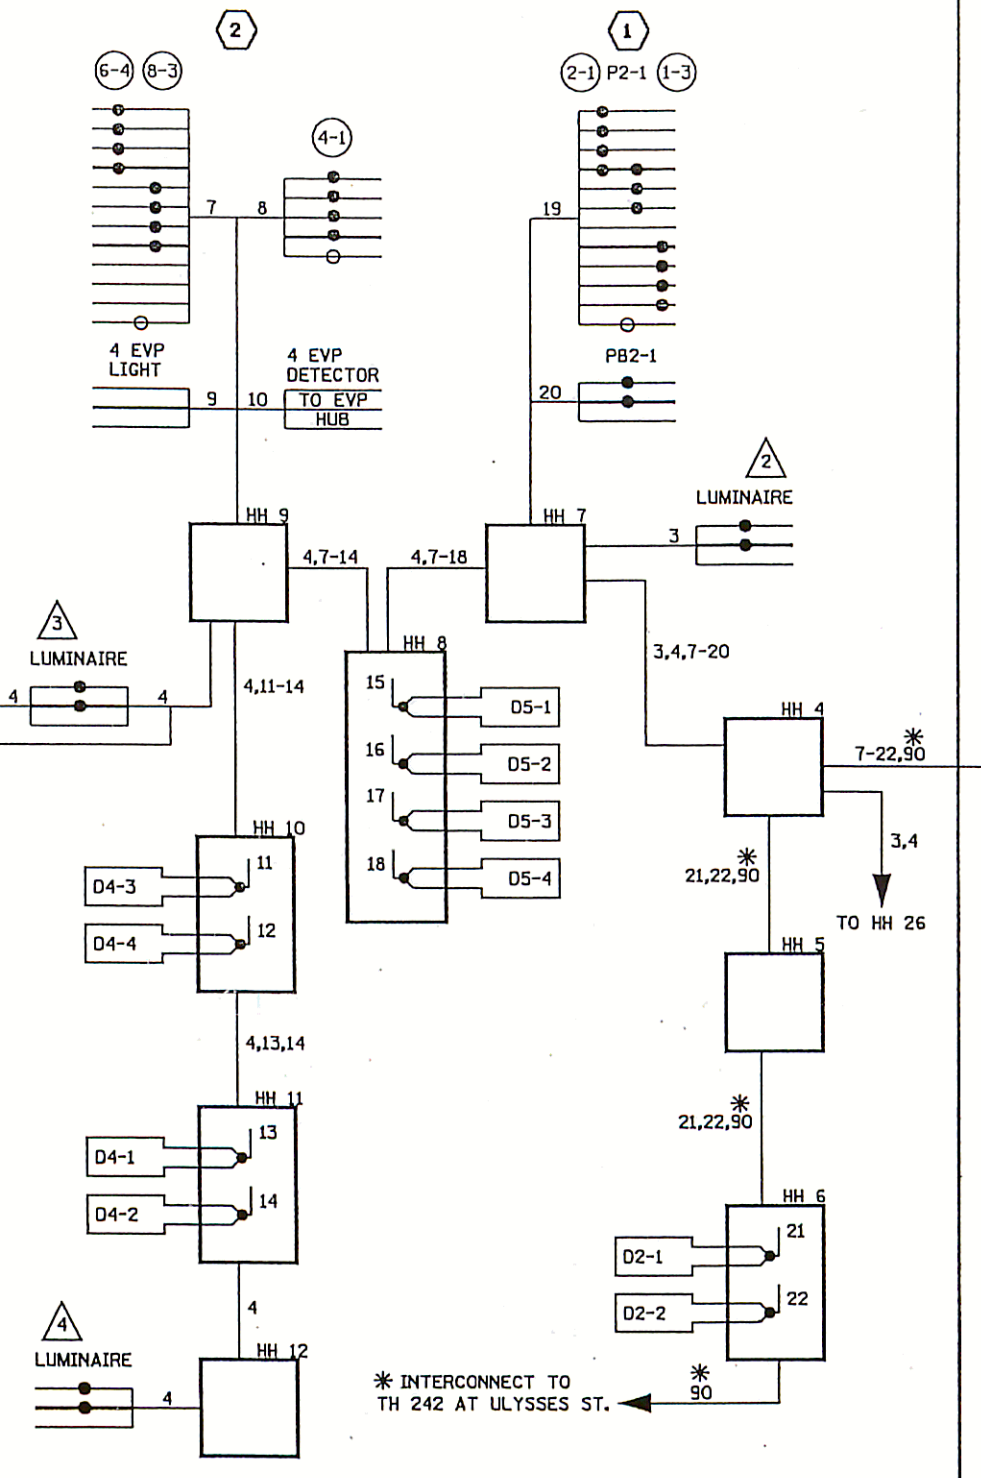 2
1
6-4 8-3
2-1 P2-1 1-3
4-1
7 8
19
4 EVP
LIGHT
4 EVP
DETECTOR
PB2-1
9 10
TO EVP
HUB
20
2
LUMINAIRE
HH 9
HH 7
3
4,7-14
4,7-18
3
LUMINAIRE
4 4
HH 8
3,4,7-20
4,11-14
15
D5-1
16
D5-2
17
D5-3
18
D5-4
HH 4
*
7-22,90
3,4
TO HH 26
*
21,22,90
HH 10
11
D4-3
12
D4-4
HH 5
4,13,14
*
21,22,90
HH 11
13
D4-1
14
D4-2
HH 6
21
D2-1
22
D2-2
4
4
LUMINAIRE
4
HH 12
* INTERCONNECT TO
TH 242 AT ULYSSES ST.
*
90